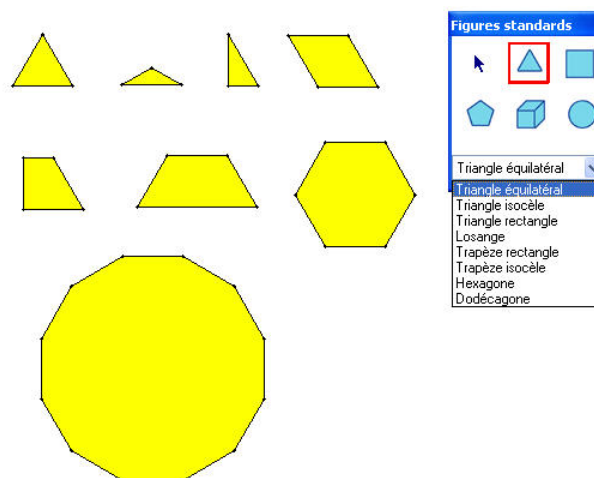 Figures standards
Triangle équilatéral
Triangle équilatéral
Triangle isocèle
Triangle rectangle
Losange
Trapèze rectangle
Trapèze isocèle
Hexagone
Dodécagone